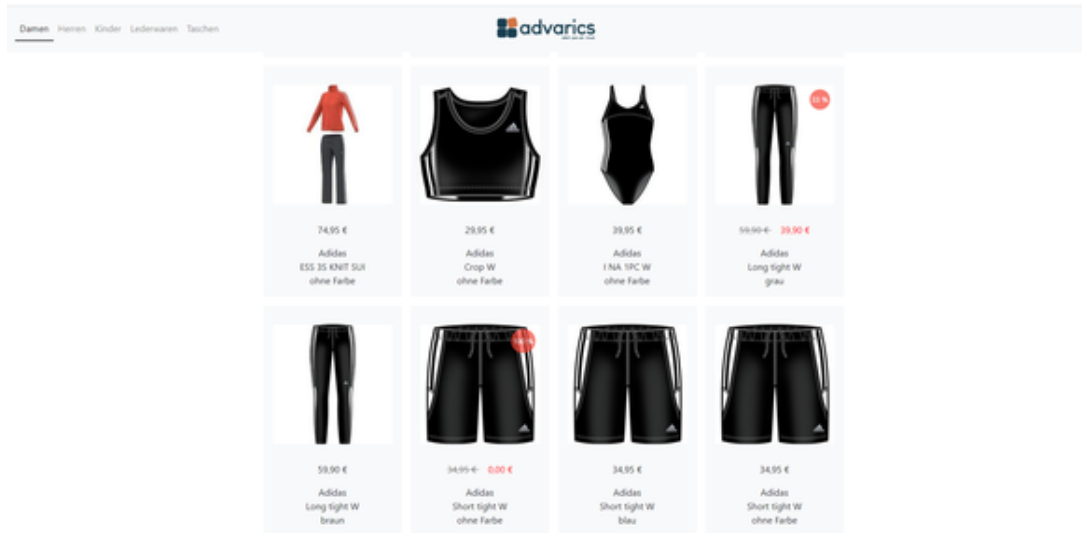 Damen Herren Kinder Lederwaren Taschen
advarics
33 %
74,95 €
Adidas
ESS 3S KNIT SUI
ohne Farbe
29,95 €
Adidas
Crop W
ohne Farbe
39,95 €
Adidas
I NA 1PC W
ohne Farbe
59,90 € 39,90 €
Adidas
Long tight W
grau
59,90 €
Adidas
Long tight W
braun
34,95 € 0,00 €
Adidas
Short tight W
ohne Farbe
34,95 €
Adidas
Short tight W
blau
34,95 €
Adidas
Short tight W
ohne Farbe